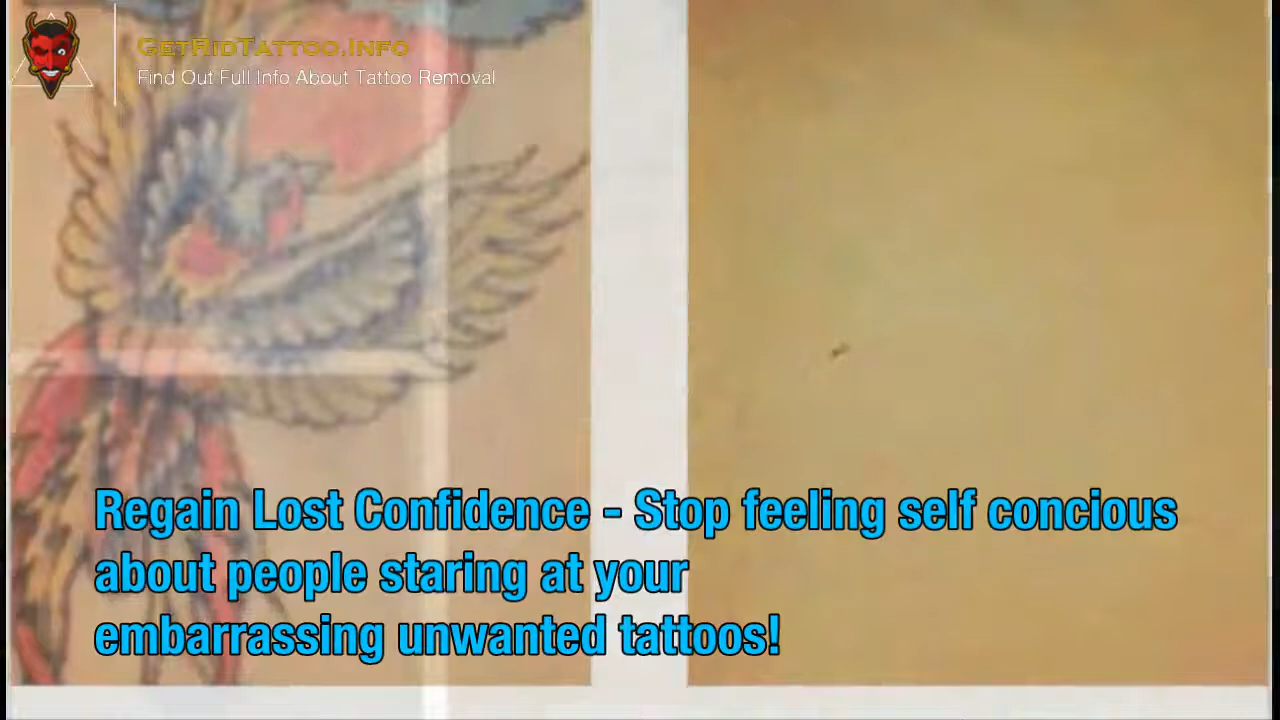 GetRidTattoo.Info
Find Out Full Info About Tattoo Removal
Regain Lost Confidence - Stop feeling self concious
about people staring at your
embarrassing unwanted tattoos!